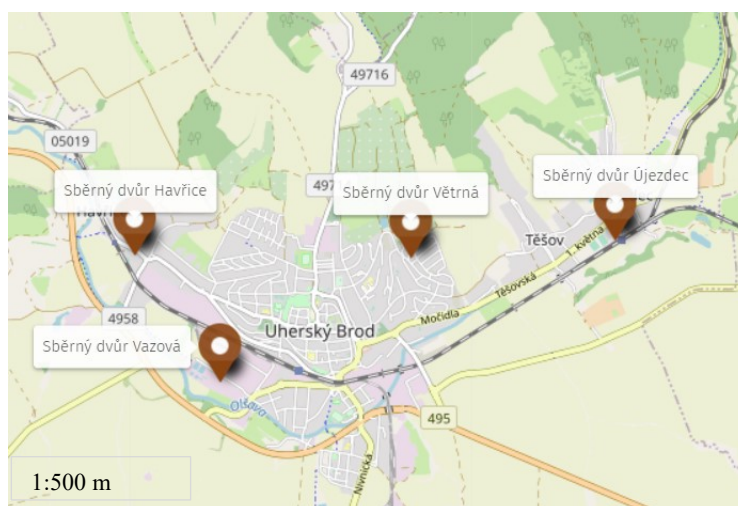 49716
05019
Sběrný dvůr Havřice
Sběrný dvůr Větrná
Sběrný dvůr Újezdec
Těšov
1. května
Těšovská
4958
Močidla
Uherský Brod
Sběrný dvůr Vazová
Olšava
495
Nivnická
1:500 m